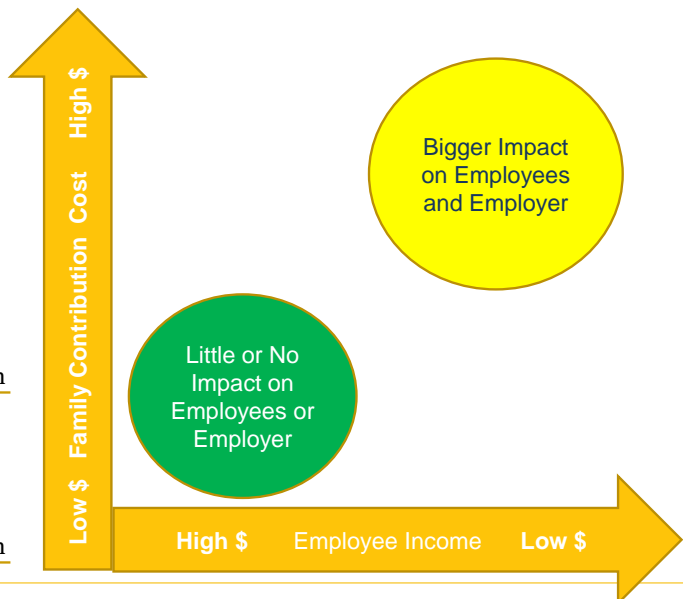 Low $ Family Contribution Cost High $
Bigger Impact
on Employees
and Employer
Little or No
Impact on
Employees or
Employer
High $ Employee Income Low $